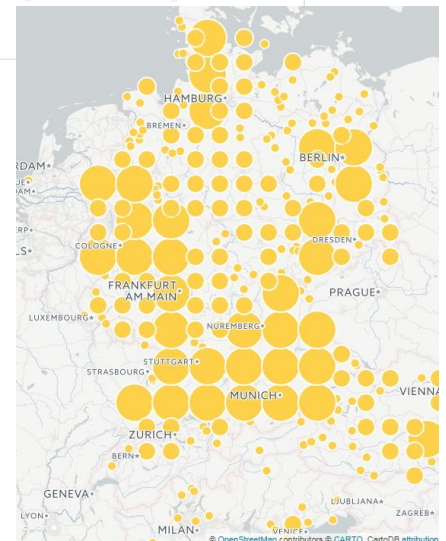 HAMBURG
BREMEN
BERLIN
DAM
COLOGNE
DRESDEN
FRANKFURT
AM MAIN
PRAGUE
LUXEMBOURG
NUREMBERG
STUTTGART
STRASBOURG
MUNICH
VIENNA
ZURICH
BERN
GENEVA
LJUBLJANA
LYON
ZAGREB
MILAN
VENICE
© OpenStreetMap contributors © CARTO, CartoDB attribution